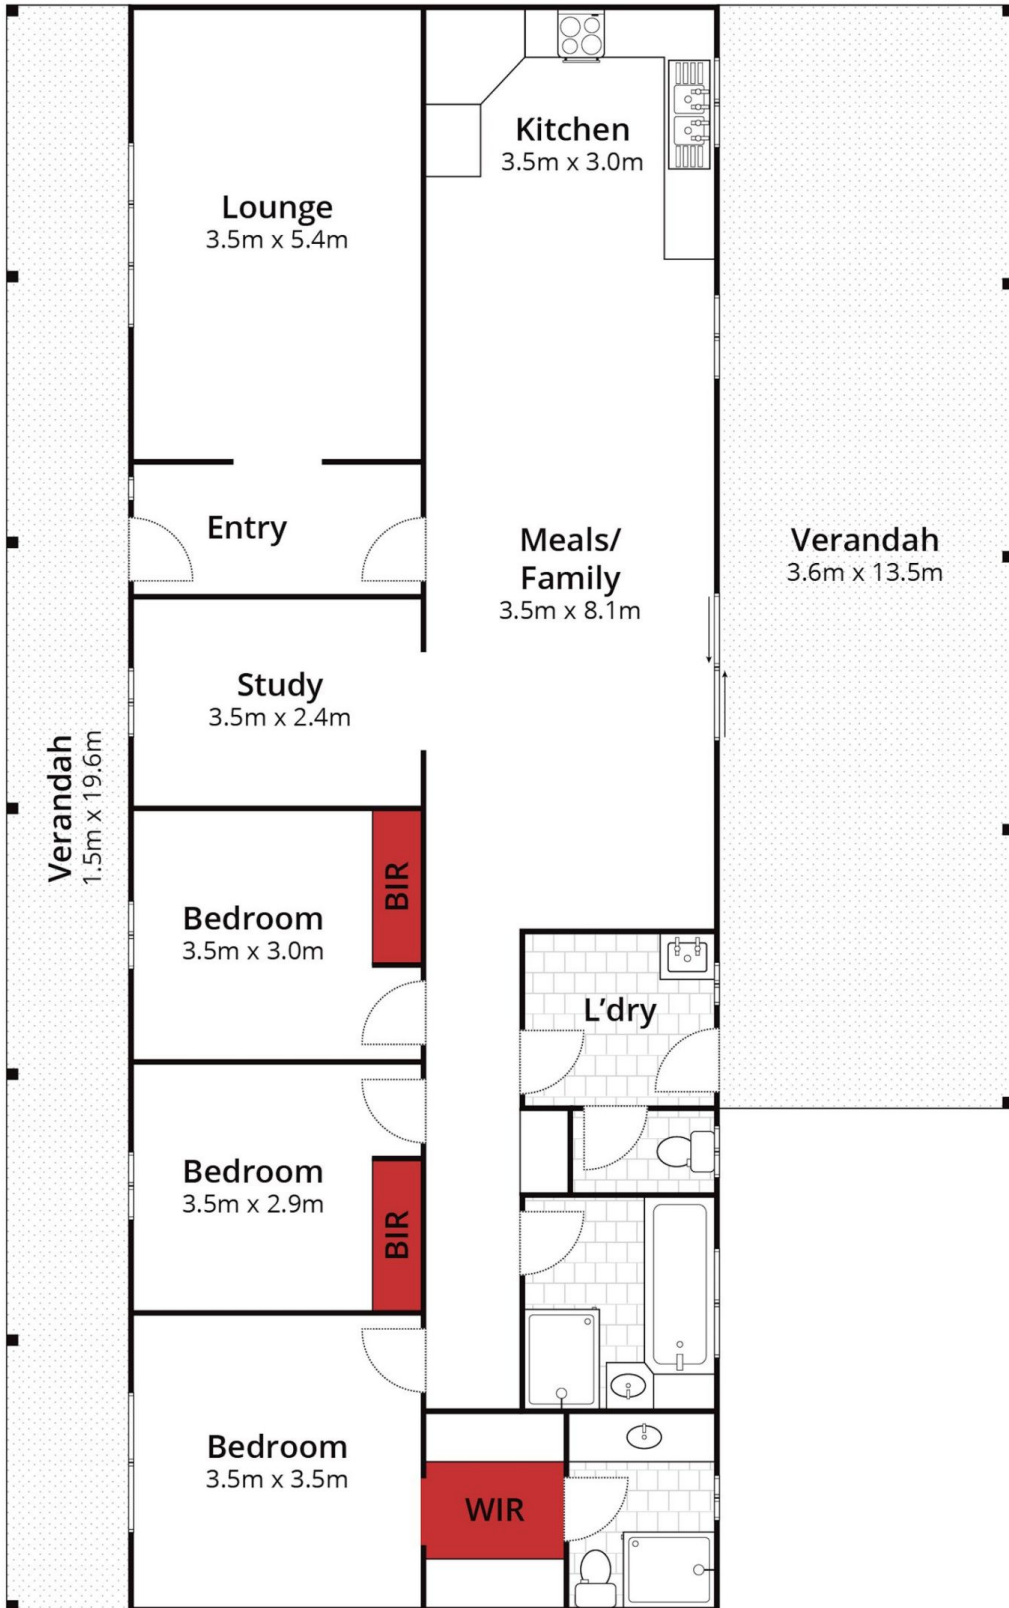 Kitchen
3.5m x 3.0m
Lounge
3.5m x 5.4m
Entry
Meals/
Family
3.5m x 8.1m
Verandah
3.6m x 13.5m
Study
3.5m x 2.4m
Verandah
1.5m x 19.6m
BIR
Bedroom
3.5m x 3.0m
L'dry
Bedroom
3.5m x 2.9m
BIR
Bedroom
3.5m x 3.5m
WIR